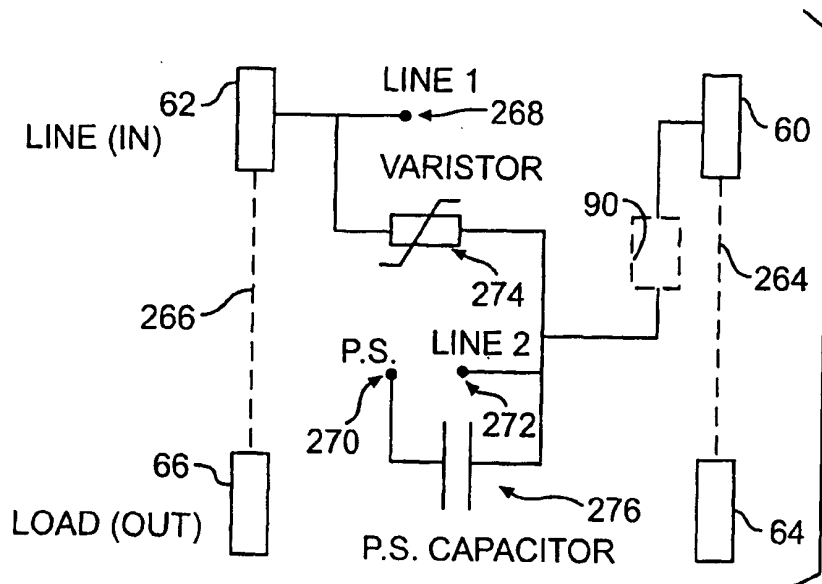 LINE 1
62
268
60
LINE (IN)
VARISTOR
90
274
264
266
P.S.
LINE 2
270
272
66
276
LOAD (OUT)
64
P.S. CAPACITOR